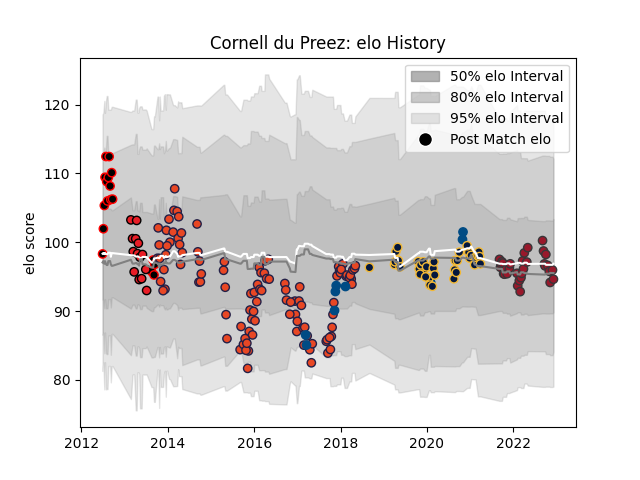 Cornell du Preez: elo History
50% elo Interval
80% elo Interval
95% elo Interval
Post Match elo
elo score
120
110
100
90
80
2012
2014
2016
2018
2020
2022